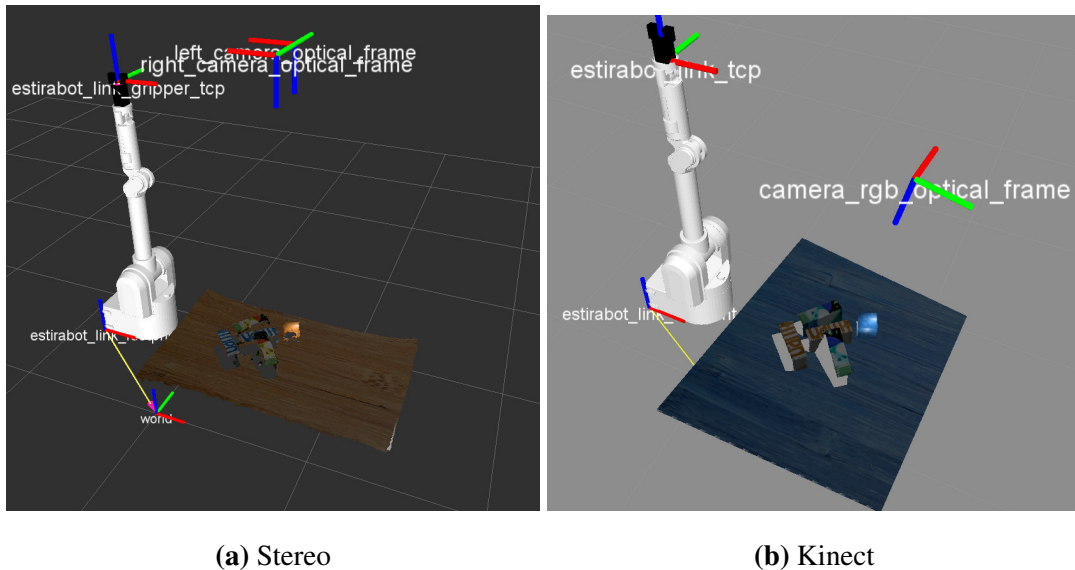 left_camera_optical_frame
right_camera_optical_frame
estirabot_link_gripper_tcp
world
estirabot_link_tcp
camera_rgb_optical_frame
(a) Stereo
(b) Kinect